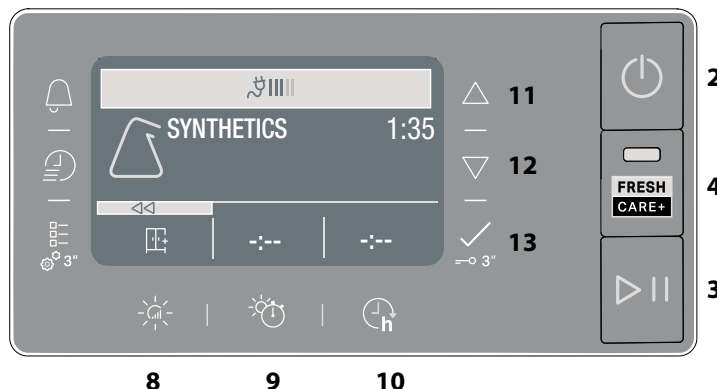 2
11
SYNTHETICS 1:35
12
FRESH
CARE+
4
-:-- -:--
13
3"
3"
3
h
8 9 10